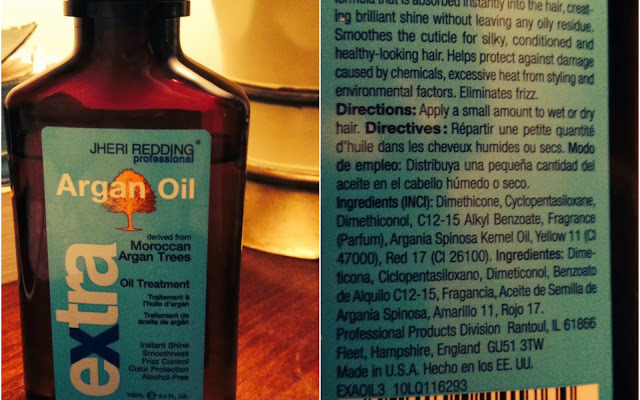 JHERI REDDING®
professional
Argan Oil
extra
derived from
Moroccan
Argan Trees
Oil Treatment
Traitement à
l'huile d'argan
Tratamiento de
aceite de argán
Instant Shine
Smoothness
Frizz Control
Color Protection
Alcohol-Free
formula that is absorbed instantly into the hair, creat-
ing brilliant shine without leaving any oily residue.
Smoothes the cuticle for silky, conditioned and
healthy-looking hair. Helps protect against damage
caused by chemicals, excessive heat from styling and
environmental factors. Eliminates frizz.
Directions: Apply a small amount to wet or dry
hair. Directives: Répartir une petite quantité
d'huile dans les cheveux humides ou secs. Modo
de empleo: Distribuya una pequeña cantidad del
aceite en el cabello húmedo o seco.
Ingredients (INCI): Dimethicone, Cyclopentasiloxane,
Dimethiconol, C12-15 Alkyl Benzoate, Fragrance
(Parfum), Argania Spinosa Kernel Oil, Yellow 11 (CI
47000), Red 17 (CI 26100). Ingredientes: Dime-
ticona, Ciclopentasiloxano, Dimeticonol, Benzoato
de Alquilo C12-15, Fragancia, Aceite de Semilla de
Argania Spinosa, Amarillo 11, Rojo 17.
Professional Products Division Rantoul, IL 61866
Fleet, Hampshire, England GU51 3TW
Made in U.S.A. Hecho en los EE. UU.
EXAOIL3 10LQ116293